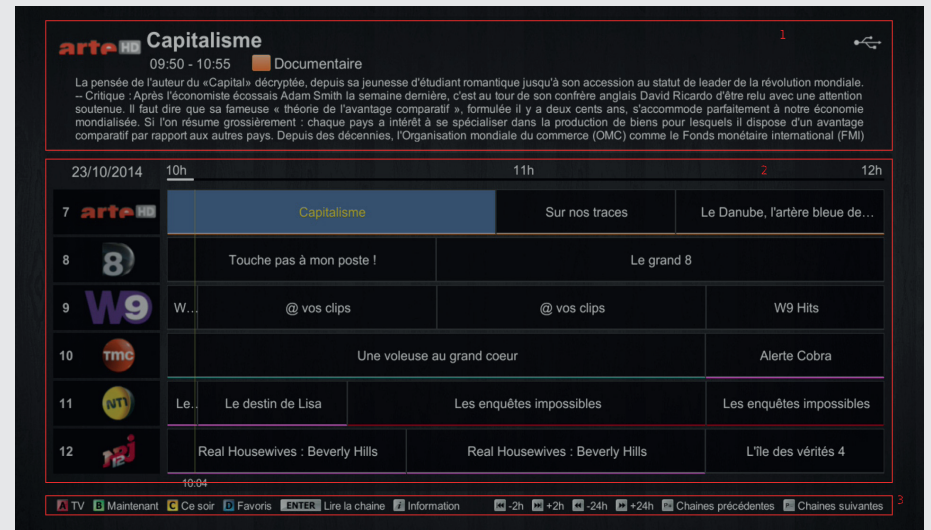 1
arte HD Capitalisme
09:50 - 10:55 Documentaire
La pensée de l'auteur du «Capital» décryptée, depuis sa jeunesse d'étudiant romantique jusqu'à son accession au statut de leader de la révolution mondiale.
– Critique : Après l'économiste écossais Adam Smith la semaine dernière, c'est au tour de son confrère anglais David Ricardo d'être relu avec une attention
soutenue. Il faut dire que sa fameuse « théorie de l'avantage comparatif », formulée il y a deux cents ans, s'accommode parfaitement à notre économie
mondialisée. Si l'on résume grossièrement : chaque pays a intérêt à se spécialiser dans la production de biens pour lesquels il dispose d'un avantage
comparatif par rapport aux autres pays. Depuis des décennies, l'Organisation mondiale du commerce (OMC) comme le Fonds monétaire international (FMI)
23/10/2014 10h 11h 2 12h
7 arte HD Capitalisme Sur nos traces Le Danube, l'artère bleue de...
8 8 Touche pas à mon poste ! Le grand 8
9 W9 W... @ vos clips @ vos clips W9 Hits
10 TMC Une voleuse au grand coeur Alerte Cobra
11 NT1 Le.. Le destin de Lisa Les enquêtes impossibles Les enquêtes impossibles
12 NRJ 12 Real Housewives : Beverly Hills Real Housewives : Beverly Hills L'île des vérités 4
10:04
A TV B Maintenant C Ce soir D Favoris ENTER Lire la chaine i Information -2h +2h -24h +24h Chaines précédentes Chaines suivantes 3